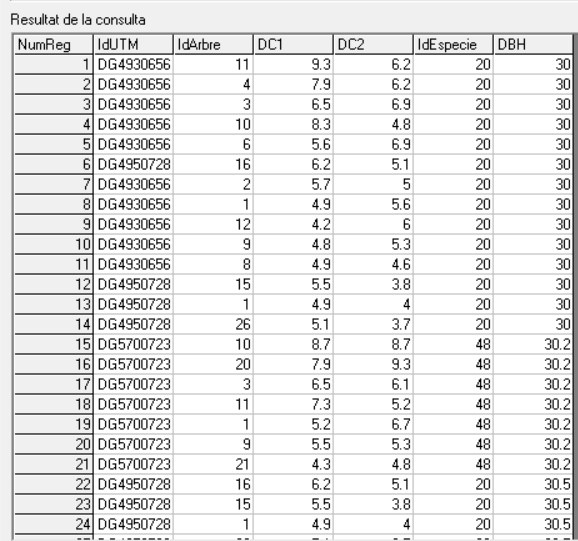 Resultat de la consulta
NumReg IdUTM IdArbre DC1 DC2 IdEspecie DBH
1 DG4930656 11 9.3 6.2 20 30
2 DG4930656 4 7.9 6.2 20 30
3 DG4930656 3 6.5 6.9 20 30
4 DG4930656 10 8.3 4.8 20 30
5 DG4930656 6 5.6 6.9 20 30
6 DG4950728 16 6.2 5.1 20 30
7 DG4930656 2 5.7 5 20 30
8 DG4930656 1 4.9 5.6 20 30
9 DG4930656 12 4.2 6 20 30
10 DG4930656 9 4.8 5.3 20 30
11 DG4930656 8 4.9 4.6 20 30
12 DG4950728 15 5.5 3.8 20 30
13 DG4950728 1 4.9 4 20 30
14 DG4950728 26 5.1 3.7 20 30
15 DG5700723 10 8.7 8.7 48 30.2
16 DG5700723 20 7.9 9.3 48 30.2
17 DG5700723 3 6.5 6.1 48 30.2
18 DG5700723 11 7.3 5.2 48 30.2
19 DG5700723 1 5.2 6.7 48 30.2
20 DG5700723 9 5.5 5.3 48 30.2
21 DG5700723 21 4.3 4.8 48 30.2
22 DG4950728 16 6.2 5.1 20 30.5
23 DG4950728 15 5.5 3.8 20 30.5
24 DG4950728 1 4.9 4 20 30.5